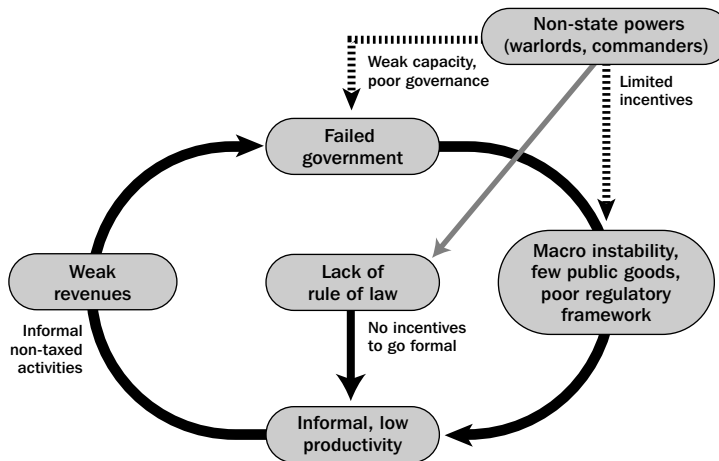 Non-state powers
(warlords, commanders)
Weak capacity,
poor governance
Limited
incentives
Failed
government
Weak
revenues
Lack of
rule of law
Macro instability,
few public goods,
poor regulatory
framework
Informal
non-taxed
activities
No incentives
to go formal
Informal, low
productivity